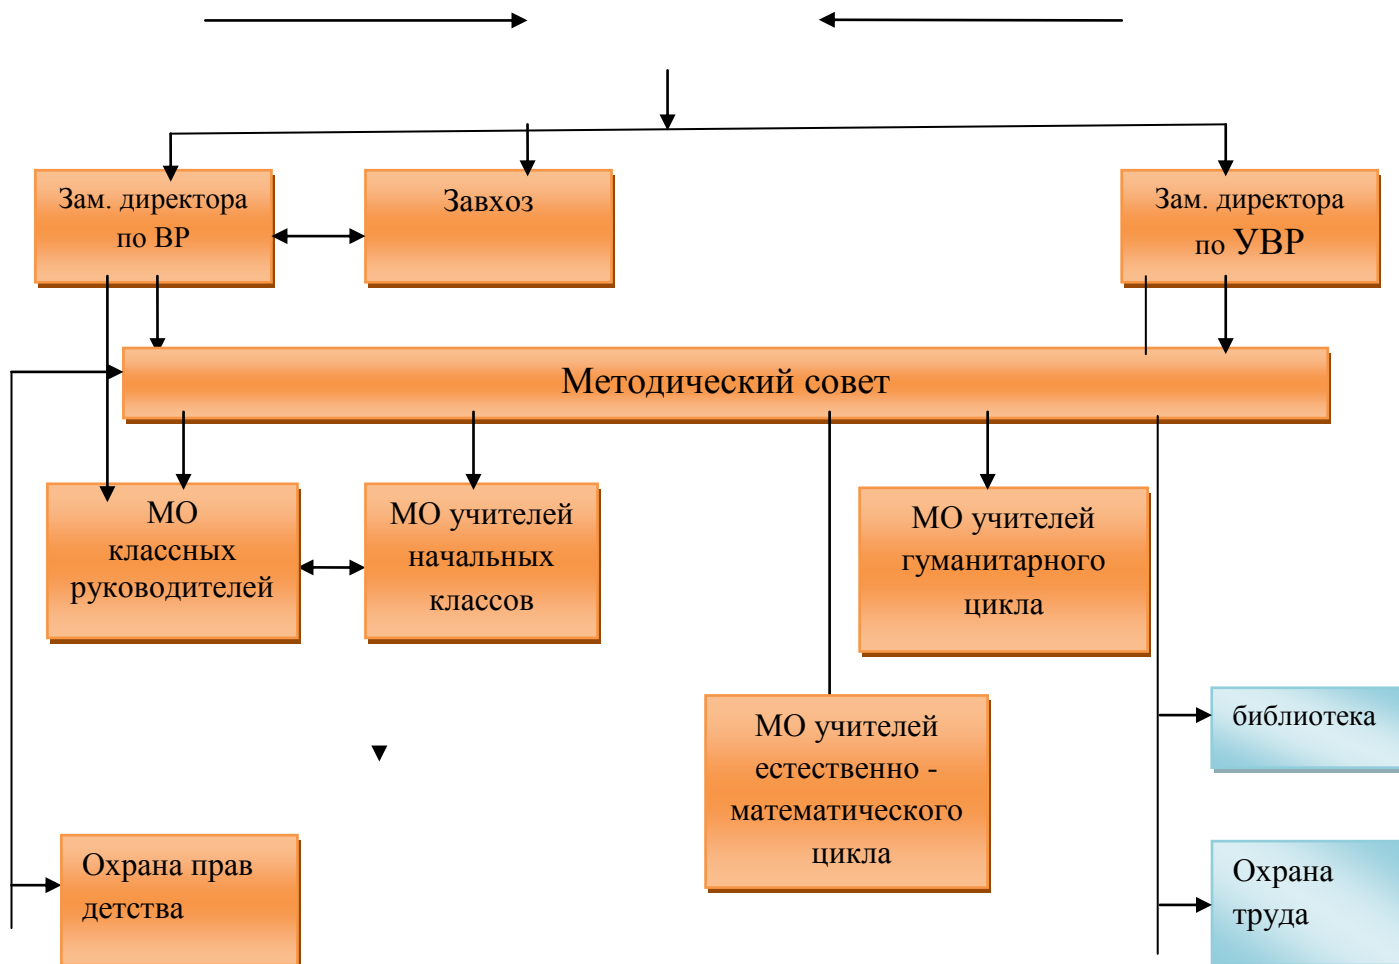 Зам. директора
по ВР
Завхоз
Зам. директора
по УВР
Методический совет
МО
классных
руководителей
МО учителей
начальных
классов
МО учителей
гуманитарного
цикла
МО учителей
естественно -
математического
цикла
библиотека
Охрана прав
детства
Охрана
труда